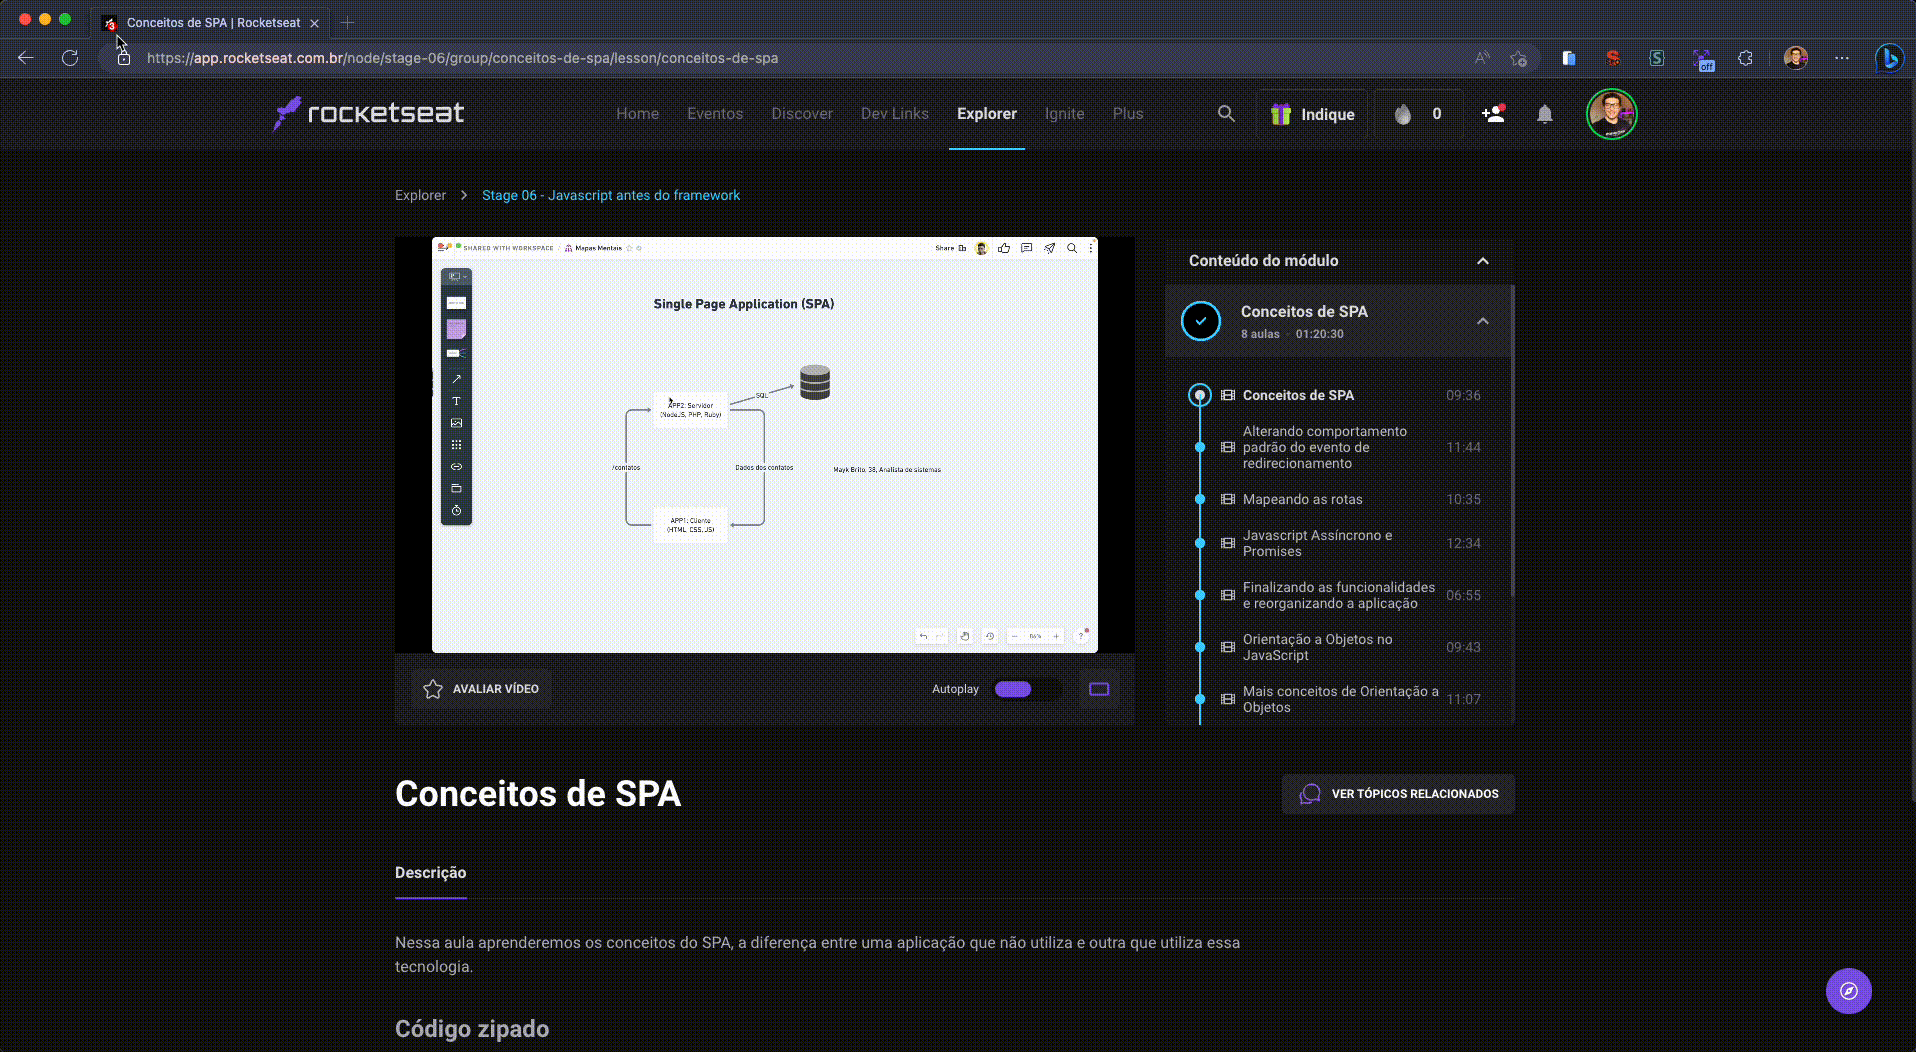 Conceitos de SPA | Rocketseat
https://app.rocketseat.com.br/node/stage-06/group/conceitos-de-spa/lesson/conceitos-de-spa
off
rocketseat
Home Eventos Discover Dev Links Explorer Ignite Plus
Indique
0
Explorer > Stage 06 - Javascript antes do framework
SHARED WITH WORKSPACE / Mapas Mentais
Share
Single Page Application (SPA)
SQL
APP2: Servidor
(NodeJS, PHP, Ruby)
/contatos
Dados dos contatos
Mayk Brito, 38, Analista de sistemas
APP1: Cliente
(HTML, CSS, JS)
Conteúdo do módulo
Conceitos de SPA
8 aulas 01:20:30
Conceitos de SPA 09:36
Alterando comportamento
padrão do evento de 11:44
redirecionamento
Mapeando as rotas 10:35
Javascript Assíncrono e
Promises 12:34
Finalizando as funcionalidades
e reorganizando a aplicação 06:55
Orientação a Objetos no
JavaScript 09:43
Mais conceitos de Orientação a
Objetos 11:07
AVALIAR VÍDEO
Autoplay
Conceitos de SPA
VER TÓPICOS RELACIONADOS
Descrição
Nessa aula aprenderemos os conceitos do SPA, a diferença entre uma aplicação que não utiliza e outra que utiliza essa
tecnologia.
Código zipado